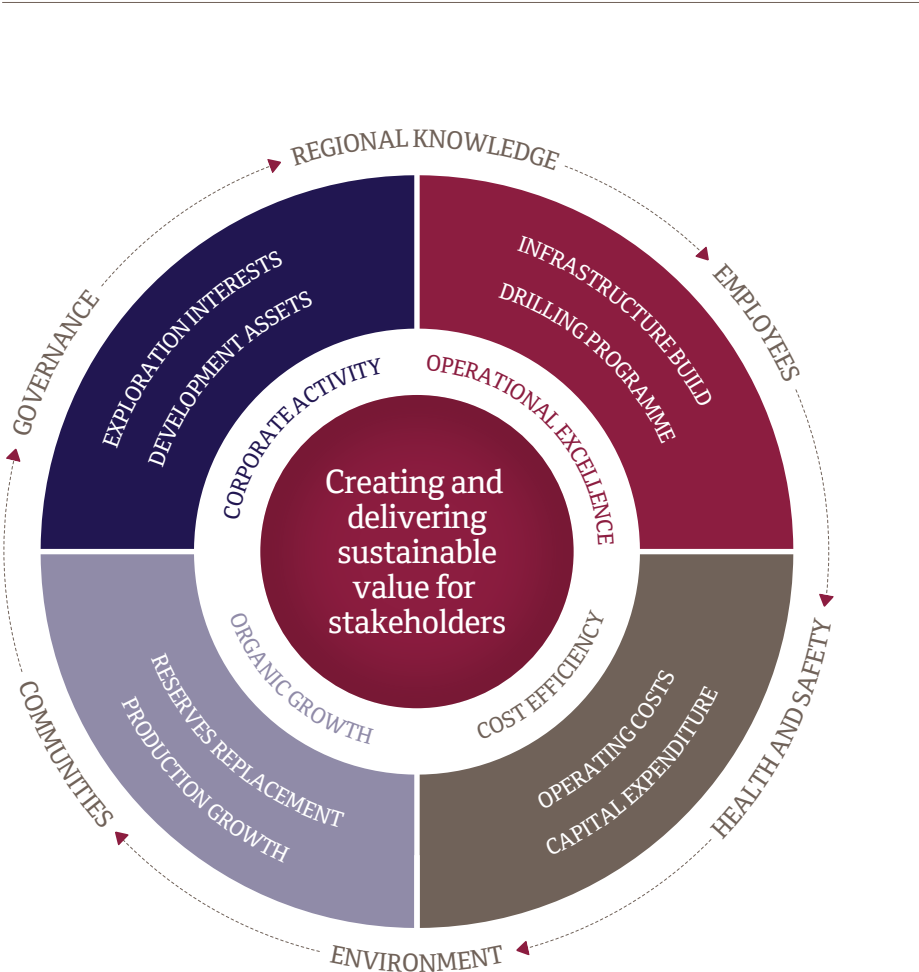 REGIONAL KNOWLEDGE
EMPLOYEES
HEALTH AND SAFETY
ENVIRONMENT
COMMUNITIES
GOVERNANCE
EXPLORATION INTERESTS
DEVELOPMENT ASSETS
CORPORATE ACTIVITY
INFRASTRUCTURE BUILD
DRILLING PROGRAMME
OPERATIONAL EXCELLENCE
Creating and
delivering
sustainable
value for
stakeholders
ORGANIC GROWTH
RESERVES REPLACEMENT
PRODUCTION GROWTH
COST EFFICIENCY
OPERATING COSTS
CAPITAL EXPENDITURE